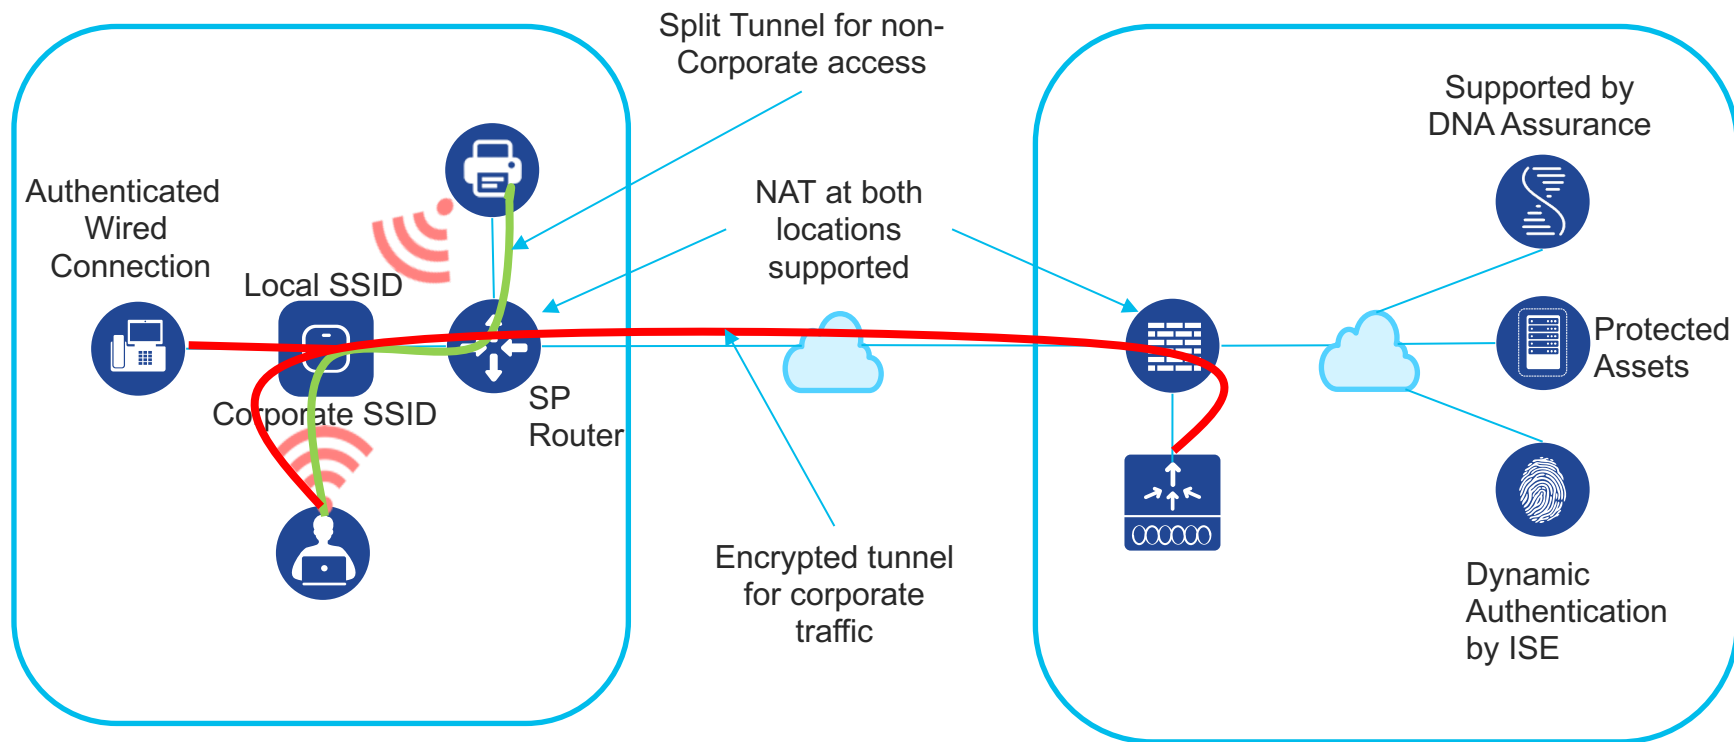 Split Tunnel for non-
Corporate access
Supported by
DNA Assurance
Authenticated
Wired
Connection
NAT at both
locations
supported
Local SSID
Protected
Assets
Corporate SSID
SP
Router
Encrypted tunnel
for corporate
traffic
Dynamic
Authentication
by ISE